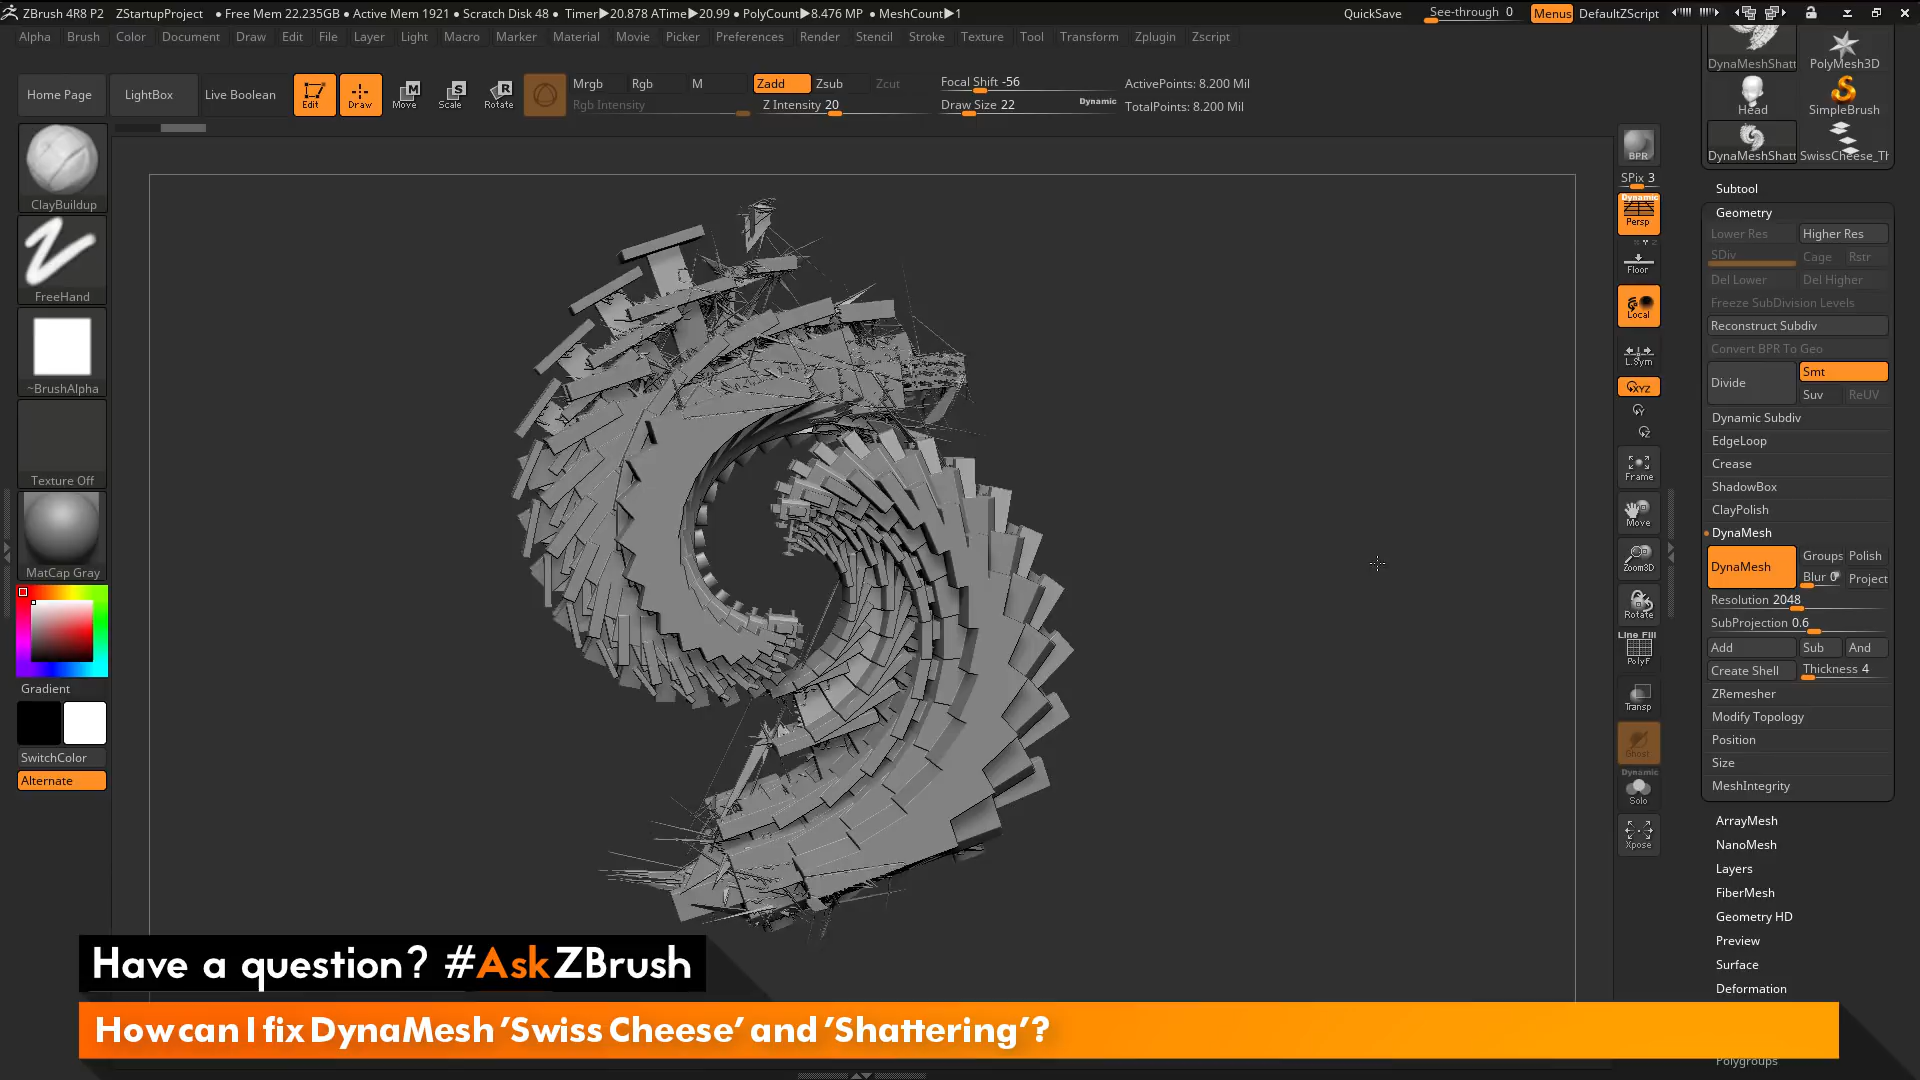 ZBrush 4R8 P2 ZStartupProject • Free Mem 22.235GB • Active Mem 1921 • Scratch Disk 48 • Timer▶20.878 ATime▶20.99 • PolyCount▶8.476 MP • MeshCount▶1 QuickSave See-through 0 Menus DefaultZScript
Alpha Brush Color Document Draw Edit File Layer Light Macro Marker Material Movie Picker Preferences Render Stencil Stroke Texture Tool Transform Zplugin Zscript
Home Page LightBox Live Boolean Edit Draw Move Scale Rotate
Mrgb Rgb M Zadd Zsub Zcut Focal Shift -56 ActivePoints: 8.200 Mil
Rgb Intensity Z Intensity 20 Draw Size 22 Dynamic TotalPoints: 8.200 Mil
ClayBuildup
FreeHand
~BrushAlpha
Texture Off
MatCap Gray
Gradient
SwitchColor
Alternate
BPR
SPix 3
Dynamic
Persp
Floor
Local
L.Sym
XYZ
Y
Z
Frame
Move
Zoom3D
Rotate
Line Fill
PolyF
Transp
Ghost
Dynamic
Solo
Xpose
DynaMeshShatt PolyMesh3D
Head SimpleBrush
DynaMeshShatt SwissCheese_Th
Subtool
Geometry
Lower Res Higher Res
SDiv Cage Rstr
Del Lower Del Higher
Freeze SubDivision Levels
Reconstruct Subdiv
Convert BPR To Geo
Divide Smt
Suv ReUV
Dynamic Subdiv
EdgeLoop
Crease
ShadowBox
ClayPolish
DynaMesh
DynaMesh Groups Polish
Blur 0 Project
Resolution 2048
SubProjection 0.6
Add Sub And
Create Shell Thickness 4
ZRemesher
Modify Topology
Position
Size
MeshIntegrity
ArrayMesh
NanoMesh
Layers
FiberMesh
Geometry HD
Preview
Surface
Deformation
Polygroups
Have a question? #AskZBrush
How can I fix DynaMesh 'Swiss Cheese' and 'Shattering'?